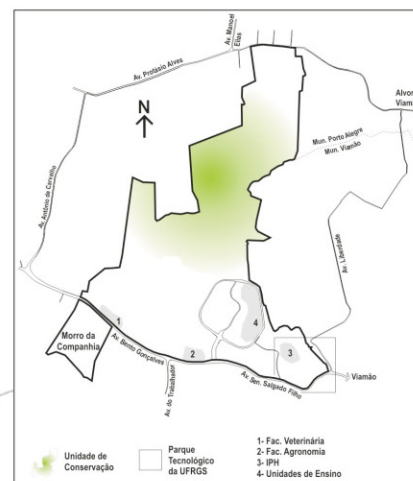 Av. Manoel
Elias
Av. Protásio Alves
N
Alvor
Viam
Mun. Porto Alegre
Mun. Viamão
Av. Antônio de Carvalho
Av. Liberdade
1
4
Morro da
Companhia
Av. Bento Gonçalves
2
3
Av. do Trabalhador
Av. Sen. Salgado Filho
Viamão
Unidade de
Conservação
Parque
Tecnológico
da UFRGS
1- Fac. Veterinária
2- Fac. Agronomia
3- IPH
4- Unidades de Ensino